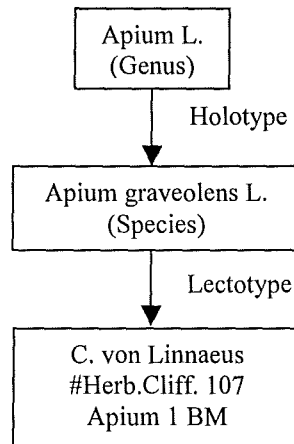 Apium L.
(Genus)
Holotype
Apium graveolens L.
(Species)
Lectotype
C. von Linnaeus
#Herb.Cliff. 107
Apium 1 BM